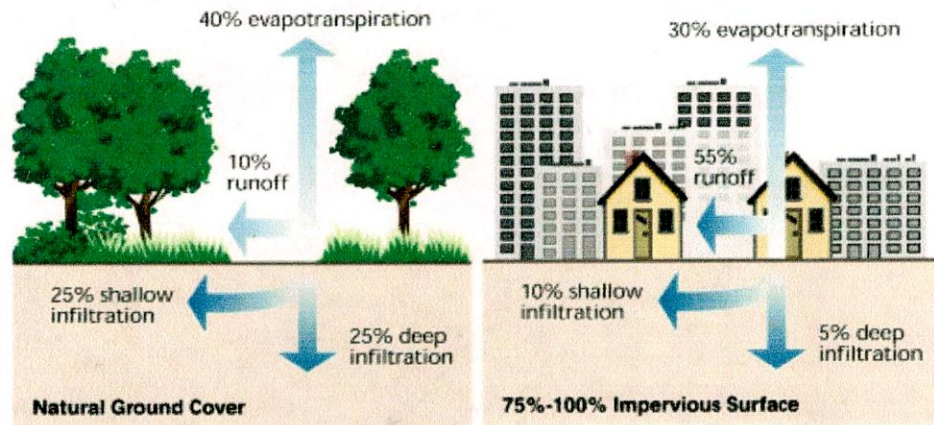 40% evapotranspiration
10%
runoff
25% shallow
infiltration
25% deep
infiltration
Natural Ground Cover
30% evapotranspiration
55%
runoff
10% shallow
infiltration
5% deep
infiltration
75%-100% Impervious Surface